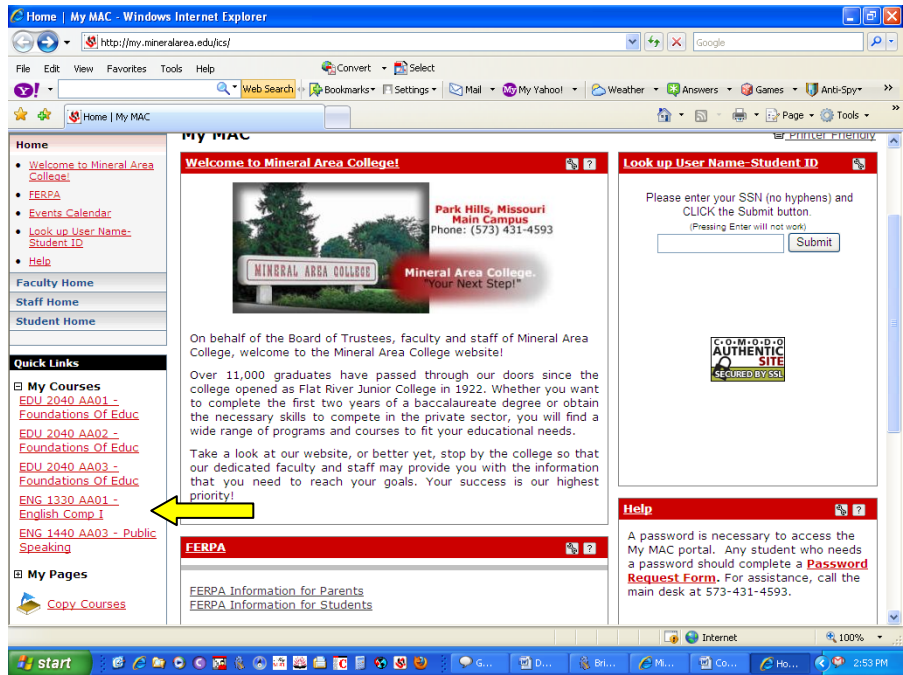 Home | My MAC - Windows Internet Explorer
http://my.mineralarea.edu/ics/
Google
File Edit View Favorites Tools Help
Convert Select
Y! Web Search Bookmarks Settings Mail My Yahoo! Weather Answers Games Anti-Spy
Home | My MAC
Page Tools
My MAC
Printer Friendly
Home
Welcome to Mineral Area
College!
FERPA
Events Calendar
Look up User Name-
Student ID
Help
Faculty Home
Staff Home
Student Home
Quick Links
My Courses
EDU 2040 AA01 -
Foundations Of Educ
EDU 2040 AA02 -
Foundations Of Educ
EDU 2040 AA03 -
Foundations Of Educ
ENG 1330 AA01 -
English Comp I
ENG 1440 AA03 - Public
Speaking
My Pages
Copy Courses
Welcome to Mineral Area College!
Park Hills, Missouri
Main Campus
Phone: (573) 431-4593
MINERAL AREA COLLEGE
Mineral Area College.
"Your Next Step!"
On behalf of the Board of Trustees, faculty and staff of Mineral Area
College, welcome to the Mineral Area College website!
Over 11,000 graduates have passed through our doors since the
college opened as Flat River Junior College in 1922. Whether you want
to complete the first two years of a baccalaureate degree or obtain
the necessary skills to compete in the private sector, you will find a
wide range of programs and courses to fit your educational needs.
Take a look at our website, or better yet, stop by the college so that
our dedicated faculty and staff may provide you with the information
that you need to reach your goals. Your success is our highest
priority!
FERPA
FERPA Information for Parents
FERPA Information for Students
Look up User Name-Student ID
Please enter your SSN (no hyphens) and
CLICK the Submit button.
(Pressing Enter will not work)
Submit
C·O·M·O·D·O
AUTHENTIC
SITE
SECURED BY SSL
Help
A password is necessary to access the
My MAC portal. Any student who needs
a password should complete a Password
Request Form. For assistance, call the
main desk at 573-431-4593.
Internet 100%
start G... D... Bri... Mi... Co... Ho... 2:53 PM